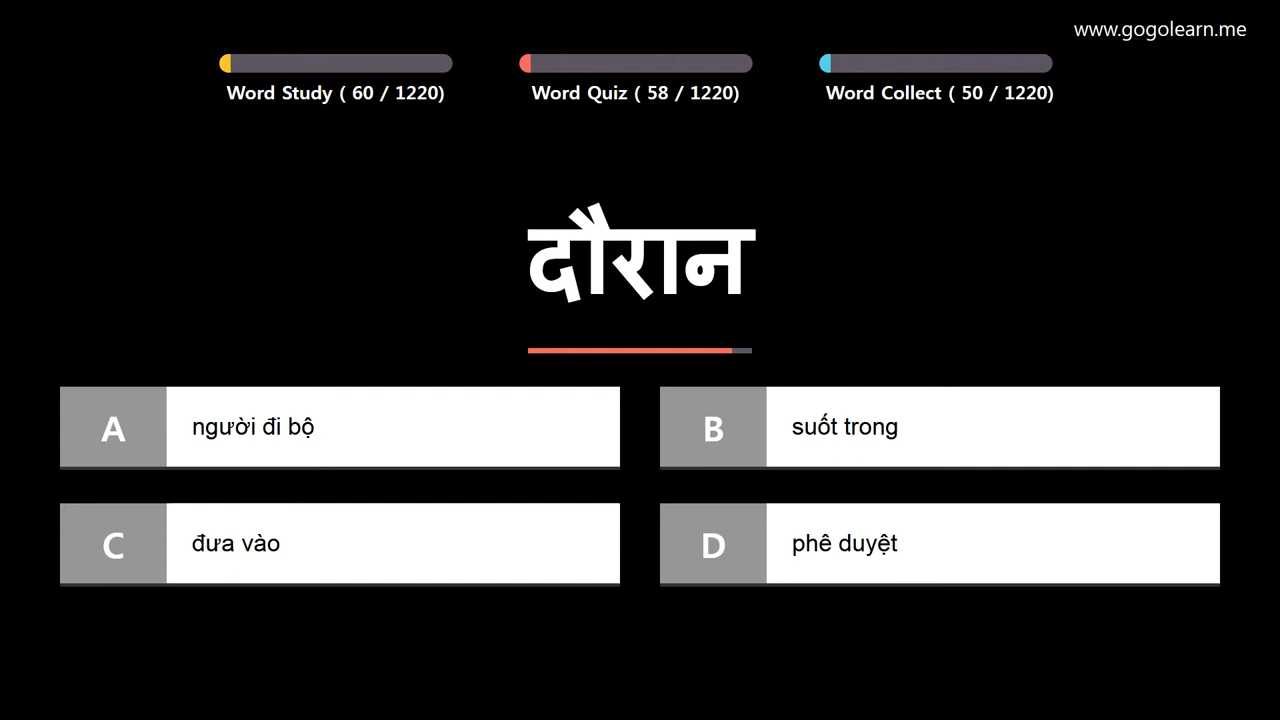 www.gogolearn.me
Word Study ( 60 / 1220)
Word Quiz ( 58 / 1220)
Word Collect ( 50 / 1220)
दौरान
A
người đi bộ
B
suốt trong
C
đưa vào
D
phê duyệt